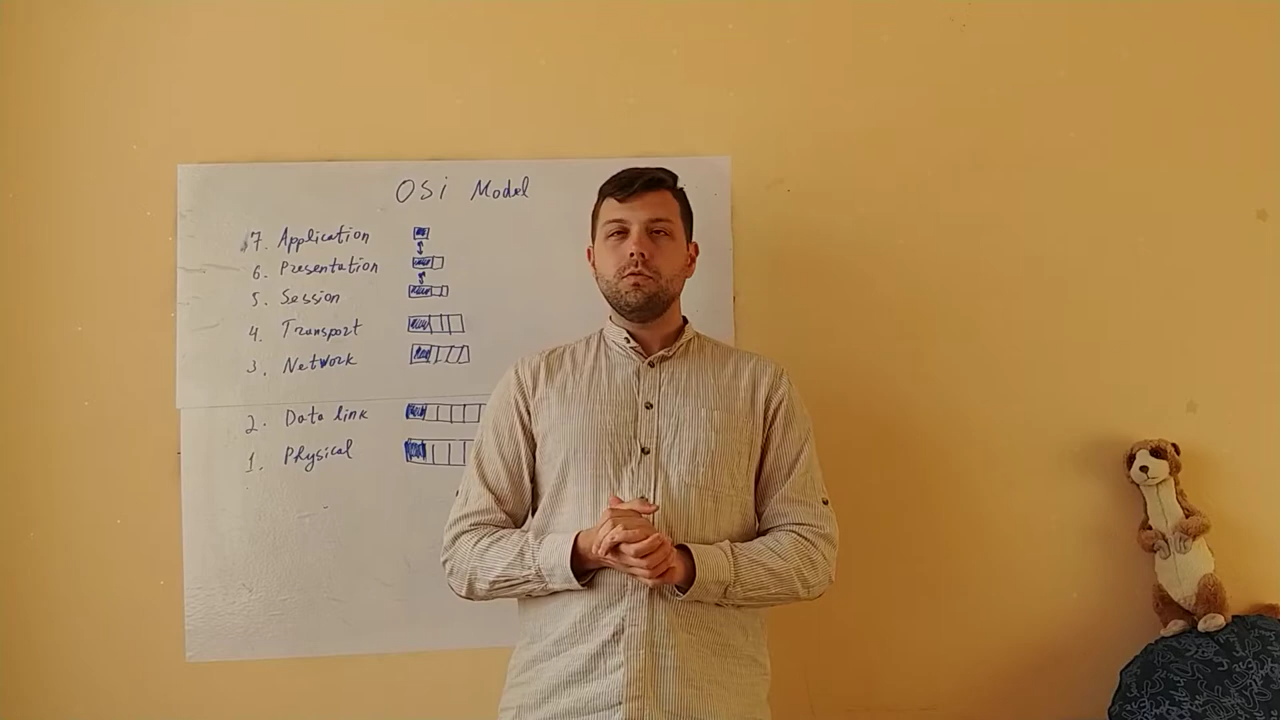 OSi Model
7. Application
6. Presentation
5. Session
4. Transport
3. Network
2. Data link
1. Physical